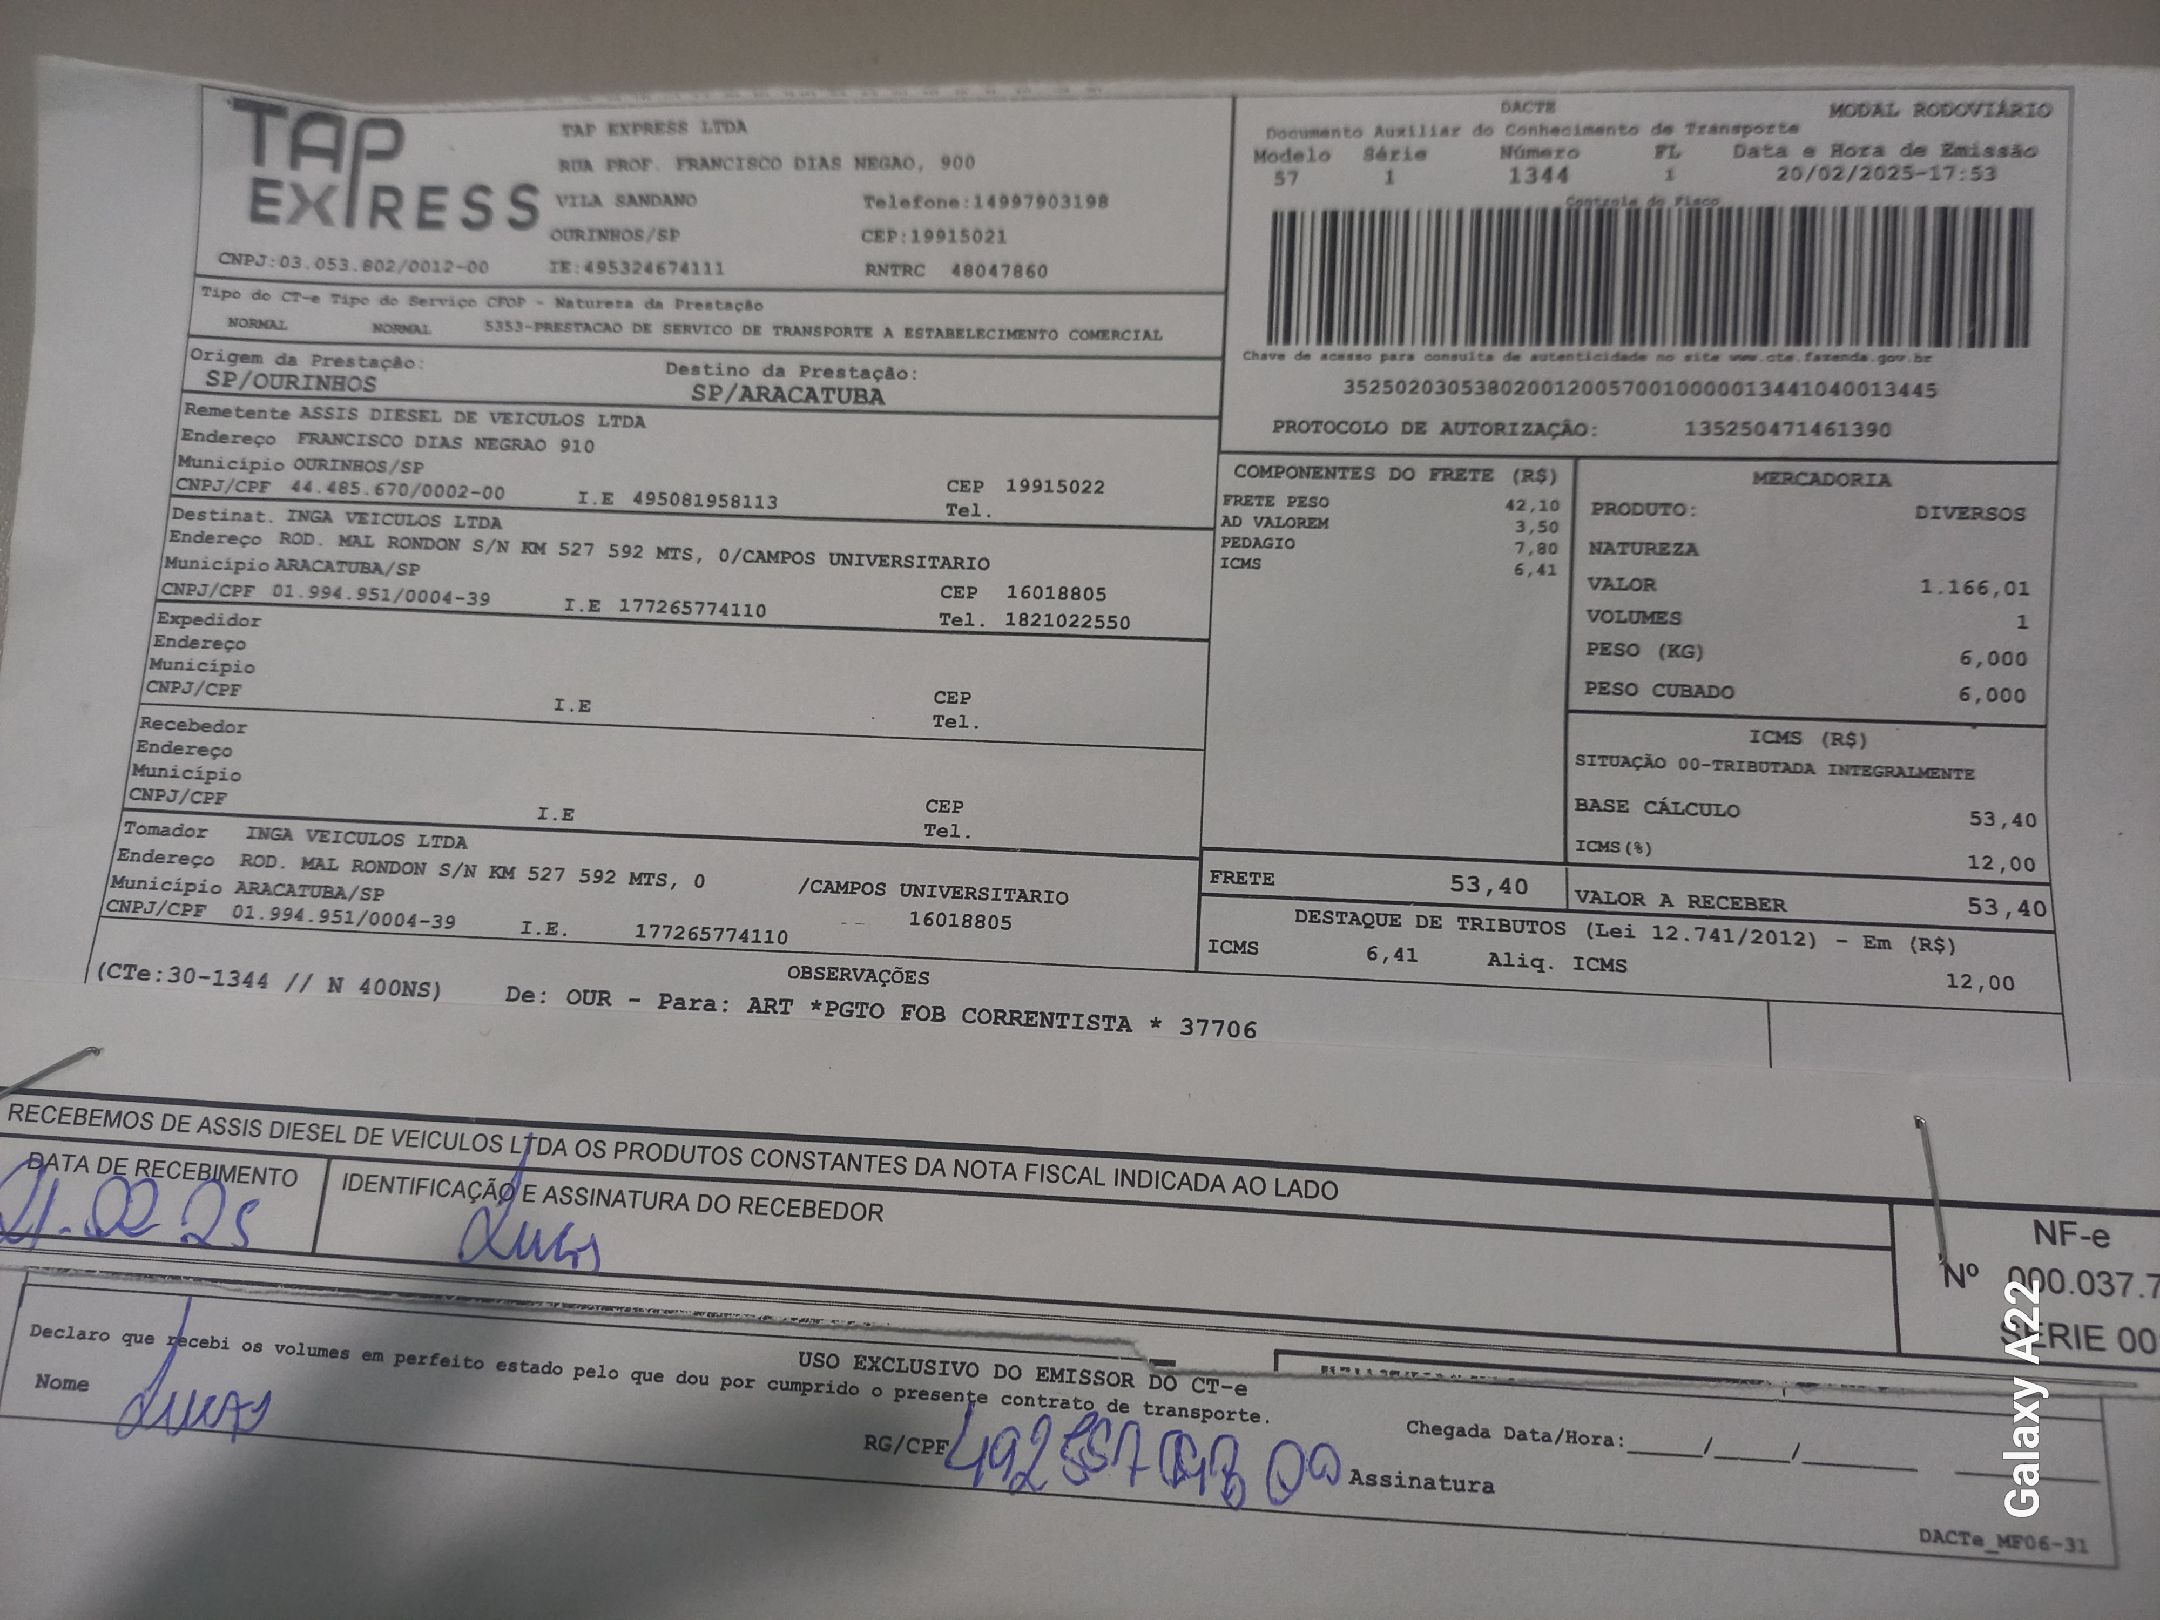 TAP
EXPRESS
TAP EXPRESS LTDA
RUA PROF. FRANCISCO DIAS NEGAO, 900
VILA SANDANO Telefone:14997903198
OURINHOS/SP CEP:19915021
CNPJ:03.053.802/0012-00 IE:495324674111 RNTRC 48047860
Tipo do CT-e Tipo do Serviço CFOP - Natureza da Prestação
NORMAL NORMAL 5353-PRESTACAO DE SERVICO DE TRANSPORTE A ESTABELECIMENTO COMERCIAL
Origem da Prestação: Destino da Prestação:
SP/OURINHOS SP/ARACATUBA
Remetente ASSIS DIESEL DE VEICULOS LTDA
Endereço FRANCISCO DIAS NEGRAO 910
Município OURINHOS/SP CEP 19915022
CNPJ/CPF 44.485.670/0002-00 I.E 495081958113 Tel.
Destinat. INGA VEICULOS LTDA
Endereço ROD. MAL RONDON S/N KM 527 592 MTS, 0/CAMPOS UNIVERSITARIO
Município ARACATUBA/SP CEP 16018805
CNPJ/CPF 01.994.951/0004-39 I.E 177265774110 Tel. 1821022550
Expedidor
Endereço
Município CEP
CNPJ/CPF I.E Tel.
Recebedor
Endereço
Município CEP
CNPJ/CPF I.E Tel.
Tomador INGA VEICULOS LTDA
Endereço ROD. MAL RONDON S/N KM 527 592 MTS, 0 /CAMPOS UNIVERSITARIO
Município ARACATUBA/SP 16018805
CNPJ/CPF 01.994.951/0004-39 I.E. 177265774110
DACTE MODAL RODOVIÁRIO
Documento Auxiliar do Conhecimento de Transporte
Modelo Série Número FL Data e Hora de Emissão
57 1 1344 1 20/02/2025-17:53
Controle do Fisco
Chave de acesso para consulta de autenticidade no site www.cte.fazenda.gov.br
35250203053802001200570010000013441040013445
PROTOCOLO DE AUTORIZAÇÃO: 135250471461390
COMPONENTES DO FRETE (R$)
FRETE PESO 42,10
AD VALOREM 3,50
PEDAGIO 7,80
ICMS 6,41
MERCADORIA
PRODUTO: DIVERSOS
NATUREZA
VALOR 1.166,01
VOLUMES 1
PESO (KG) 6,000
PESO CUBADO 6,000
ICMS (R$)
SITUAÇÃO 00-TRIBUTADA INTEGRALMENTE
BASE CÁLCULO 53,40
ICMS(%) 12,00
FRETE 53,40 VALOR A RECEBER 53,40
DESTAQUE DE TRIBUTOS (Lei 12.741/2012) - Em (R$)
ICMS 6,41 Aliq. ICMS 12,00
OBSERVAÇÕES
(CTe:30-1344 // N 400NS) De: OUR - Para: ART *PGTO FOB CORRENTISTA * 37706
RECEBEMOS DE ASSIS DIESEL DE VEICULOS LTDA OS PRODUTOS CONSTANTES DA NOTA FISCAL INDICADA AO LADO
DATA DE RECEBIMENTO IDENTIFICAÇÃO E ASSINATURA DO RECEBEDOR
21.02.25 Lucas
NF-e
Nº 000.037.7
SÉRIE 00
USO EXCLUSIVO DO EMISSOR DO CT-e
Declaro que recebi os volumes em perfeito estado pelo que dou por cumprido o presente contrato de transporte.
Nome Lucas RG/CPF Chegada Data/Hora:_____/_____/_______ ______
Assinatura
DACTe_MF06-31
Galaxy A22